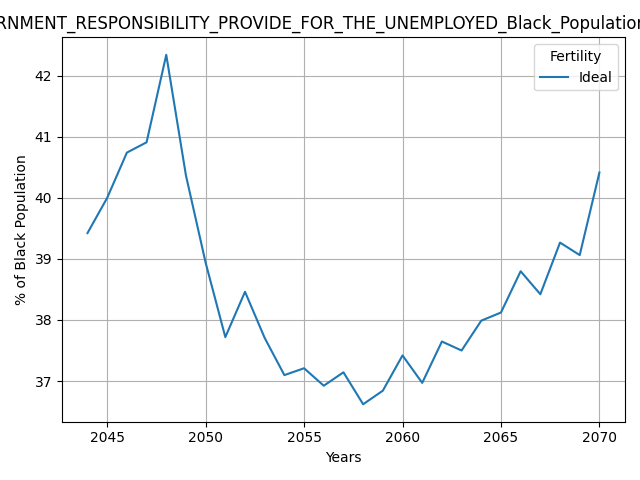 RNMENT_RESPONSIBILITY_PROVIDE_FOR_THE_UNEMPLOYED_Black_Population
Fertility
Ideal
% of Black Population
42
41
40
39
38
37
2045 2050 2055 2060 2065 2070
Years